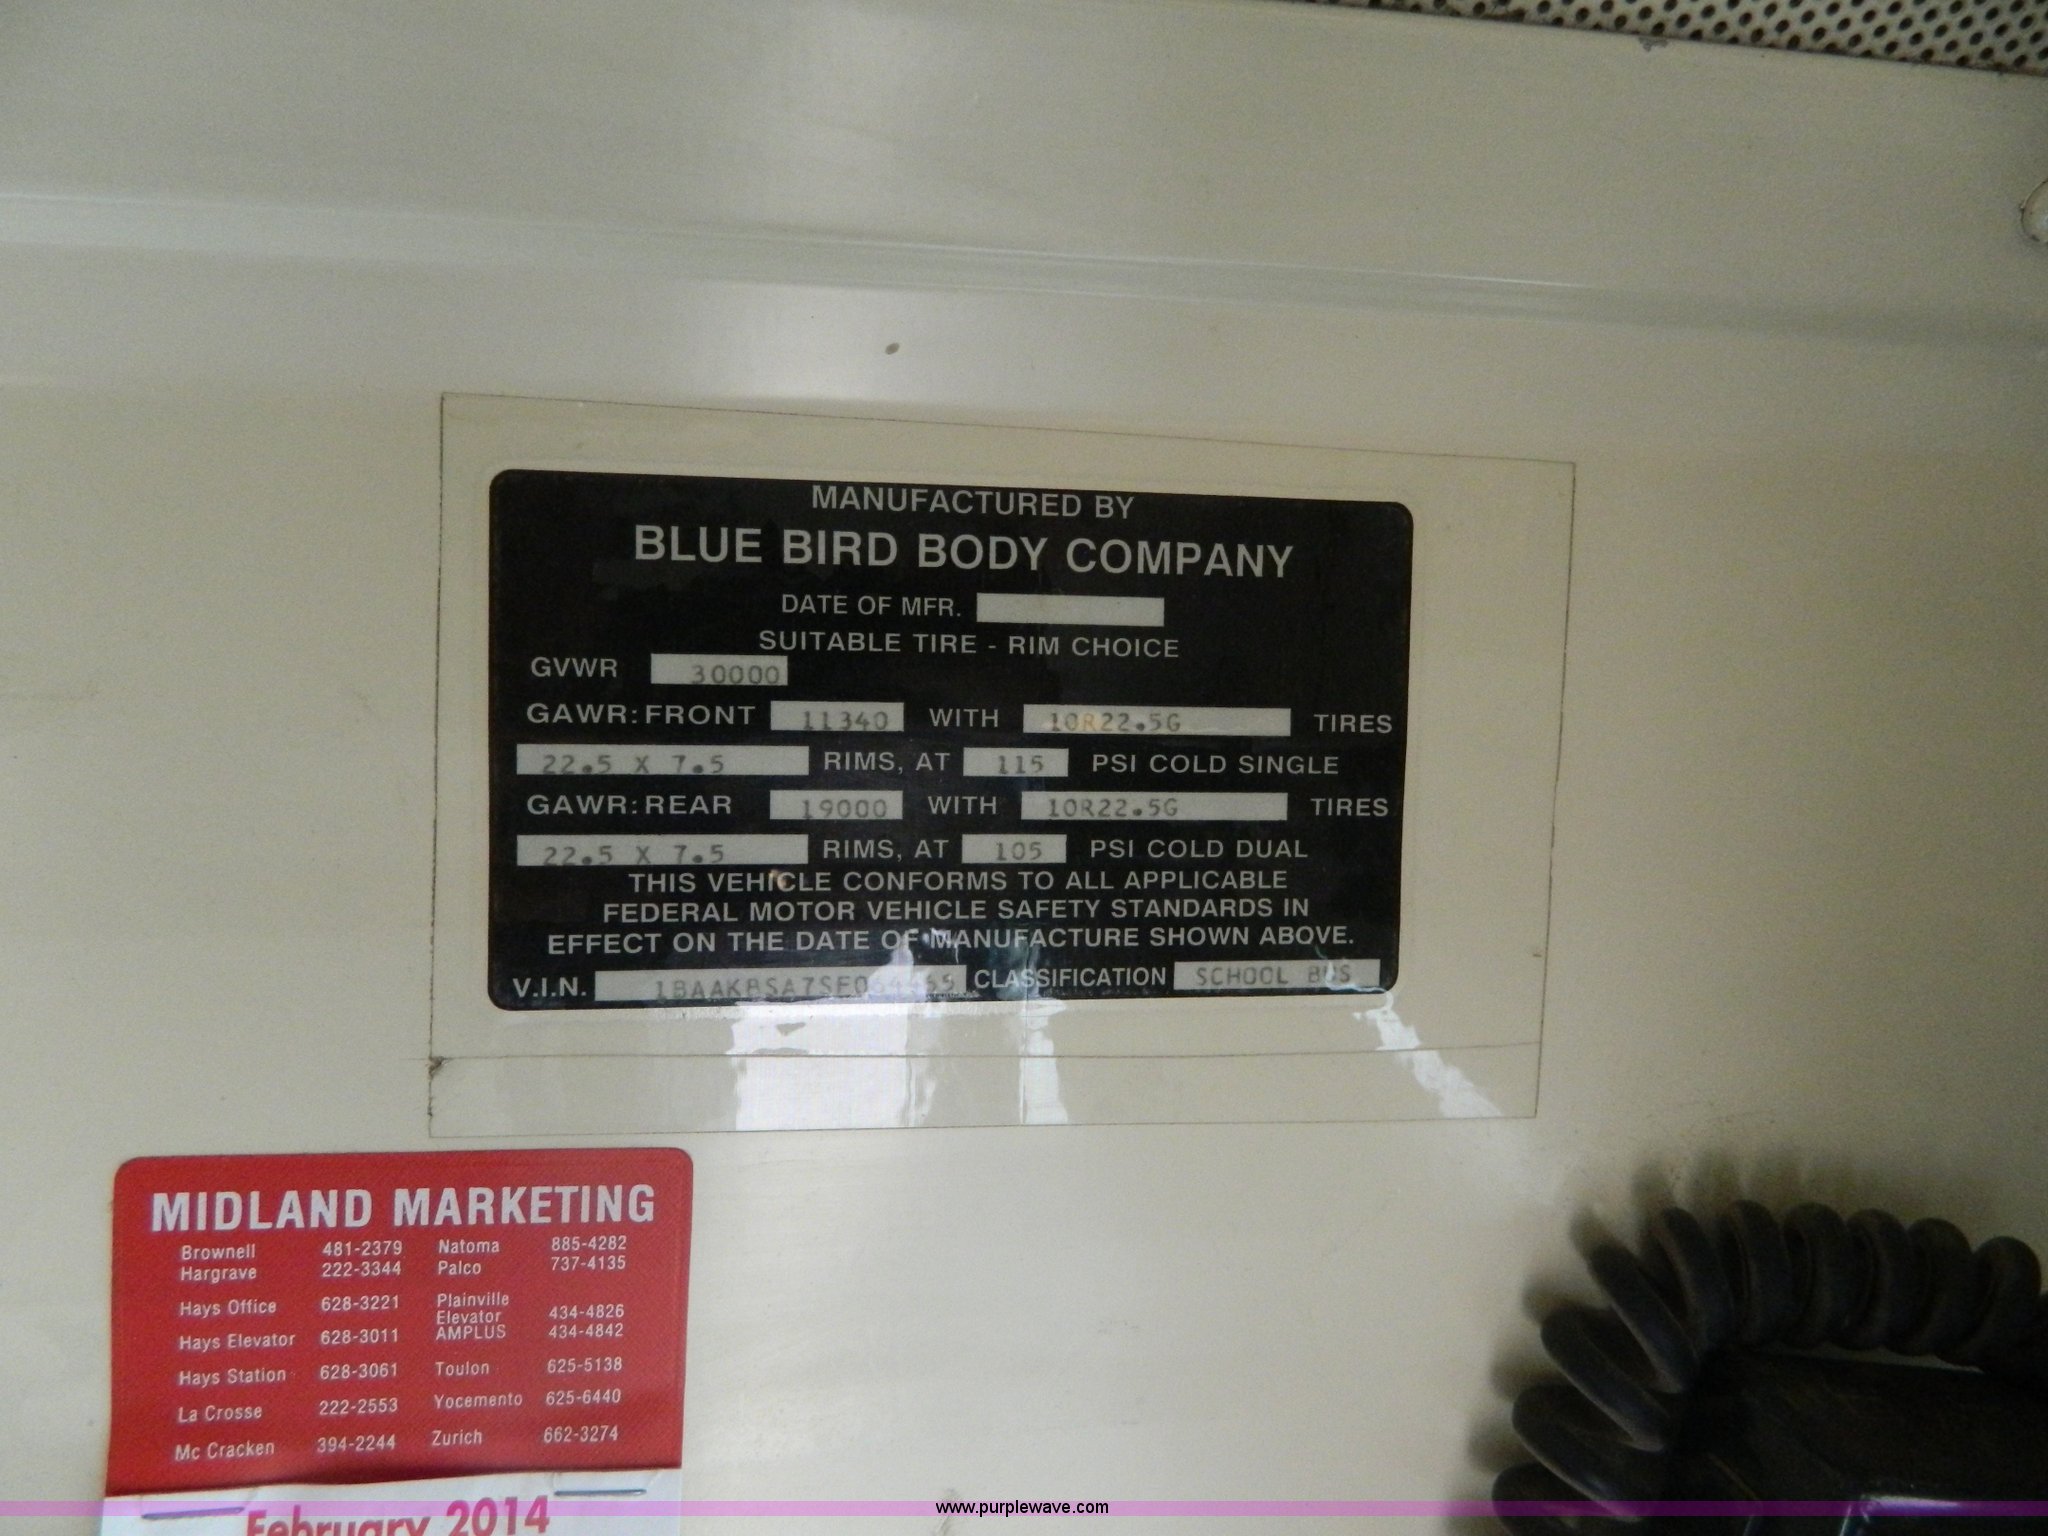 MANUFACTURED BY
BLUE BIRD BODY COMPANY
DATE OF MFR.
SUITABLE TIRE - RIM CHOICE
GVWR 30000
GAWR: FRONT 11340 WITH 10R22.5G TIRES
22.5 X 7.5 RIMS, AT 115 PSI COLD SINGLE
GAWR: REAR 19000 WITH 10R22.5G TIRES
22.5 X 7.5 RIMS, AT 105 PSI COLD DUAL
THIS VEHICLE CONFORMS TO ALL APPLICABLE
FEDERAL MOTOR VEHICLE SAFETY STANDARDS IN
EFFECT ON THE DATE OF MANUFACTURE SHOWN ABOVE.
V.I.N. CLASSIFICATION SCHOOL BUS
MIDLAND MARKETING
Brownell 481-2379 Natoma 885-4282
Hargrave 222-3344 Palco 737-4135
Hays Office 628-3221 Plainville
Elevator 434-4826
Hays Elevator 628-3011 AMPLUS 434-4842
Hays Station 628-3061 Toulon 625-5138
La Crosse 222-2553 Yocemento 625-6440
Mc Cracken 394-2244 Zurich 662-3274
February 2014
www.purplewave.com